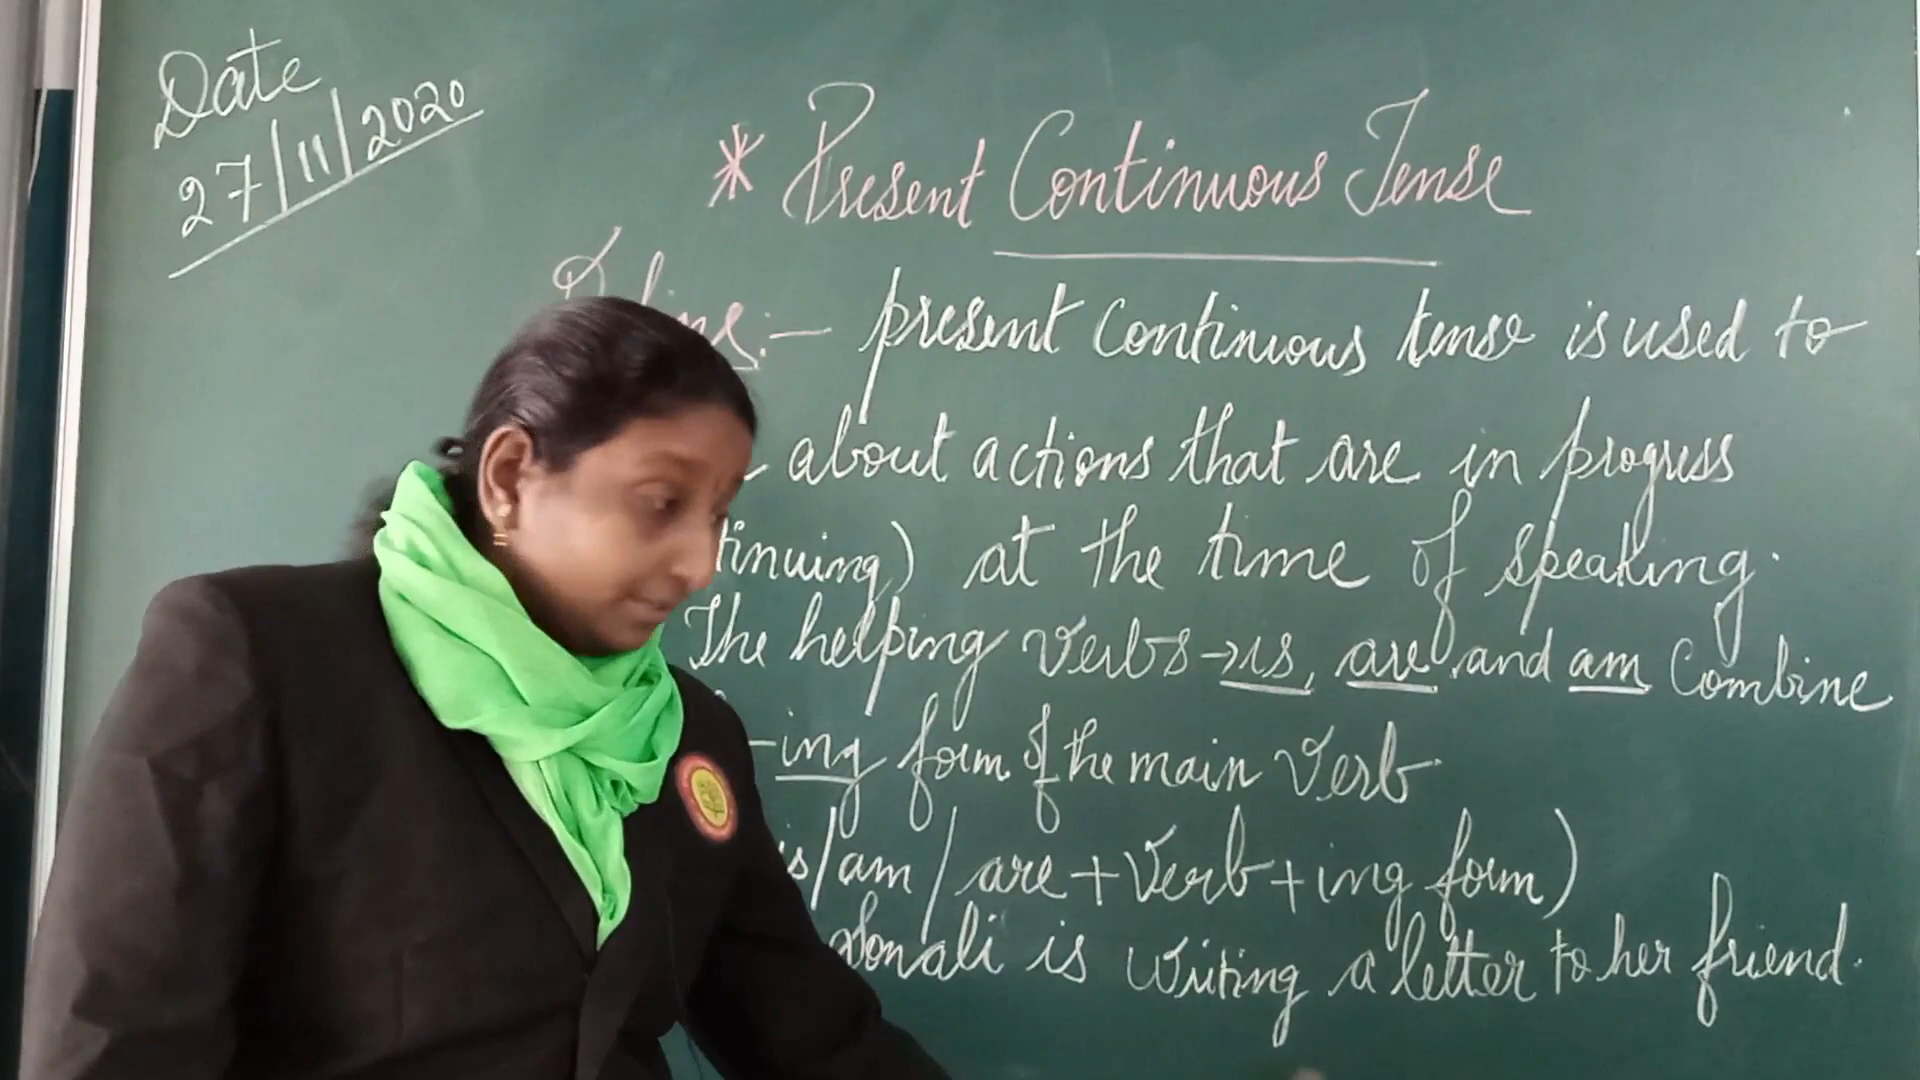 Date
27/11/2020
* Present Continuous Tense
:- present continuous tense is used to
about actions that are in progress
tinuing) at the time of speaking.
The helping verbs→is, are and am combine
-ing form of the main verb.
is/am/are+verb+ing form)
Sonali is writing a letter to her friend.